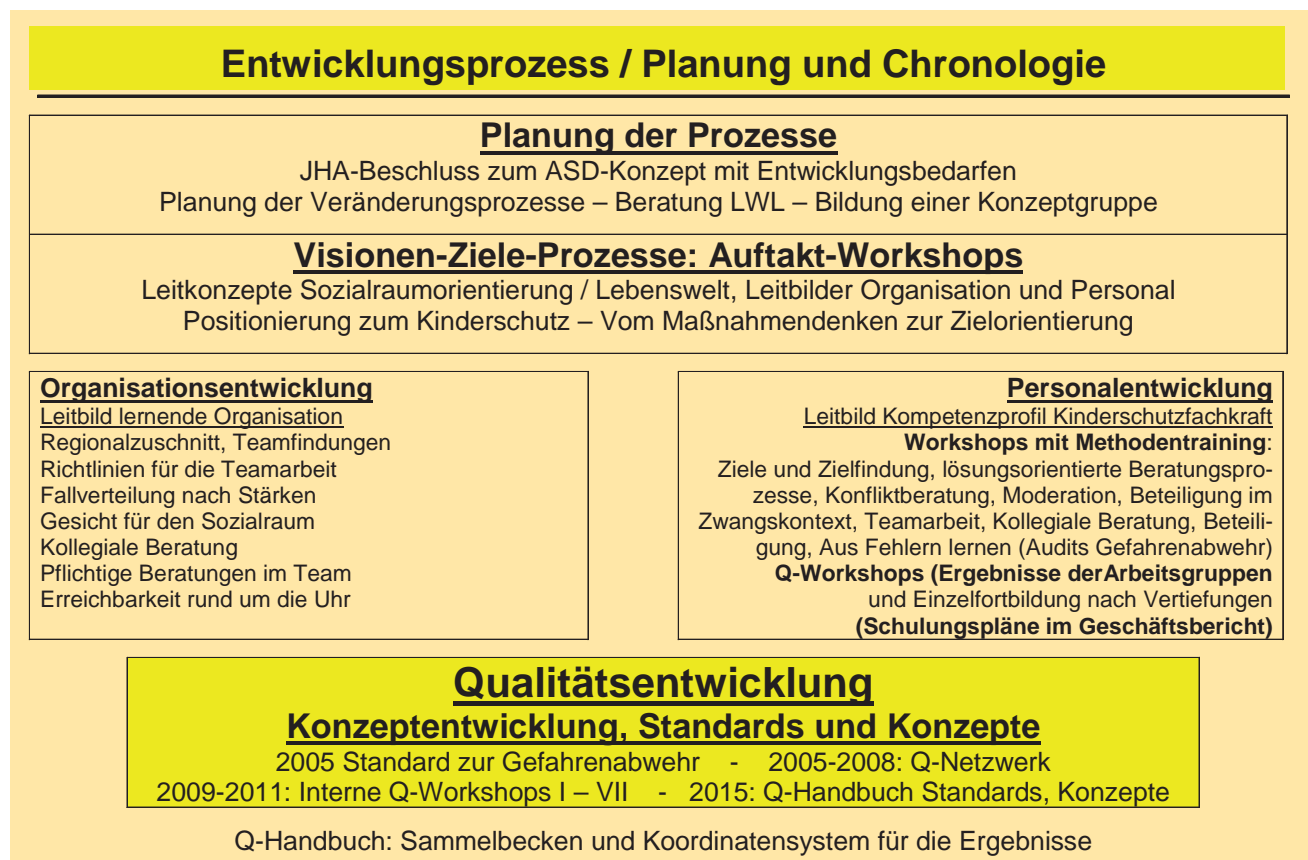 Entwicklungsprozess / Planung und Chronologie
Planung der Prozesse
JHA-Beschluss zum ASD-Konzept mit Entwicklungsbedarfen
Planung der Veränderungsprozesse – Beratung LWL – Bildung einer Konzeptgruppe
Visionen-Ziele-Prozesse: Auftakt-Workshops
Leitkonzepte Sozialraumorientierung / Lebenswelt, Leitbilder Organisation und Personal
Positionierung zum Kinderschutz – Vom Maßnahmendenken zur Zielorientierung
Organisationsentwicklung
Leitbild lernende Organisation
Regionalzuschnitt, Teamfindungen
Richtlinien für die Teamarbeit
Fallverteilung nach Stärken
Gesicht für den Sozialraum
Kollegiale Beratung
Pflichtige Beratungen im Team
Erreichbarkeit rund um die Uhr
Personalentwicklung
Leitbild Kompetenzprofil Kinderschutzfachkraft
Workshops mit Methodentraining:
Ziele und Zielfindung, lösungsorientierte Beratungspro-
zesse, Konfliktberatung, Moderation, Beteiligung im
Zwangskontext, Teamarbeit, Kollegiale Beratung, Beteili-
gung, Aus Fehlern lernen (Audits Gefahrenabwehr)
Q-Workshops (Ergebnisse derArbeitsgruppen
und Einzelfortbildung nach Vertiefungen
(Schulungspläne im Geschäftsbericht)
Qualitätsentwicklung
Konzeptentwicklung, Standards und Konzepte
2005 Standard zur Gefahrenabwehr - 2005-2008: Q-Netzwerk
2009-2011: Interne Q-Workshops I – VII - 2015: Q-Handbuch Standards, Konzepte
Q-Handbuch: Sammelbecken und Koordinatensystem für die Ergebnisse